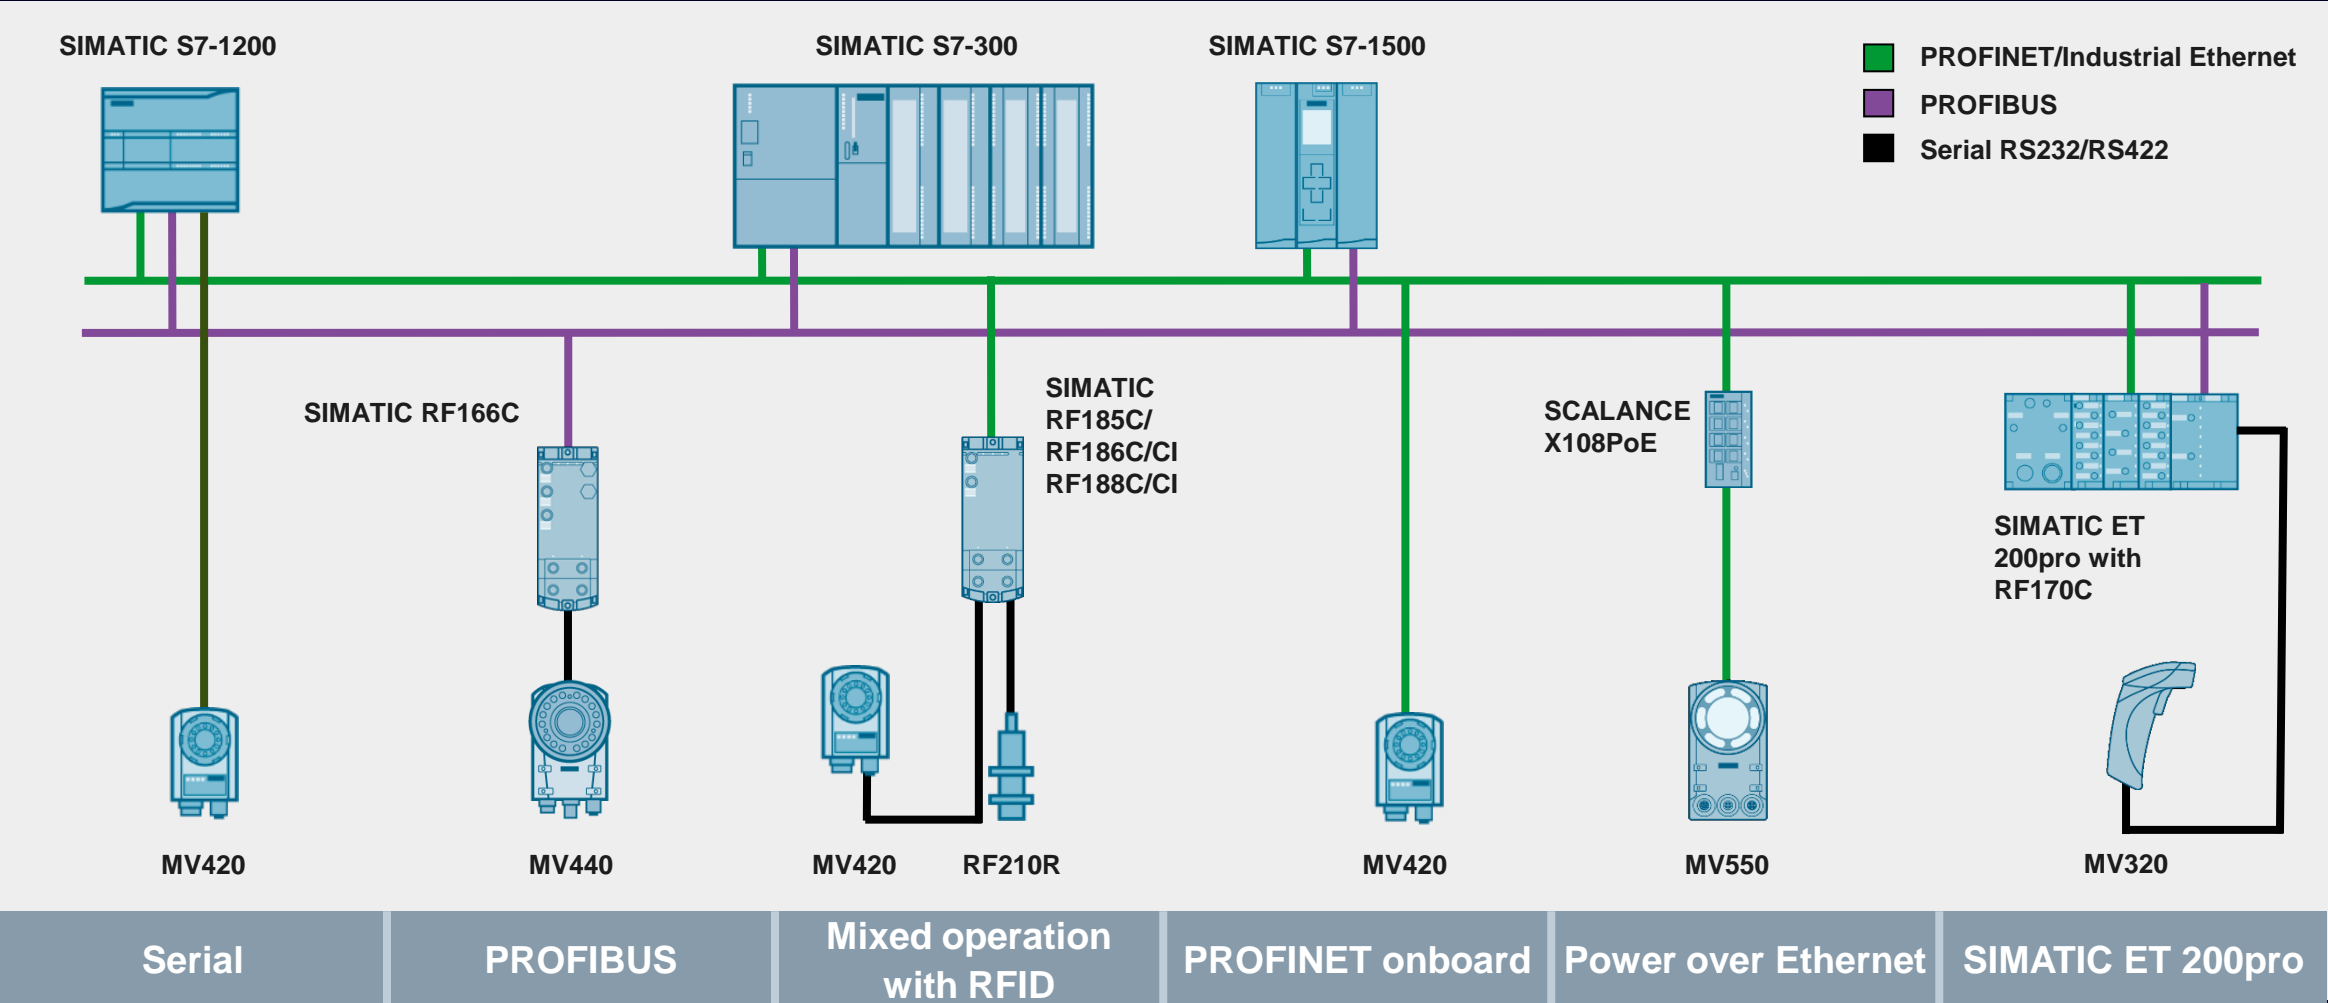 SIMATIC S7-1200
SIMATIC S7-300
SIMATIC S7-1500
PROFINET/Industrial Ethernet
PROFIBUS
Serial RS232/RS422
SIMATIC RF166C
SIMATIC
RF185C/
RF186C/CI
RF188C/CI
SCALANCE
X108PoE
SIMATIC ET
200pro with
RF170C
MV420
MV440
MV420
RF210R
MV420
MV550
MV320
Serial
PROFIBUS
Mixed operation
with RFID
PROFINET onboard
Power over Ethernet
SIMATIC ET 200pro